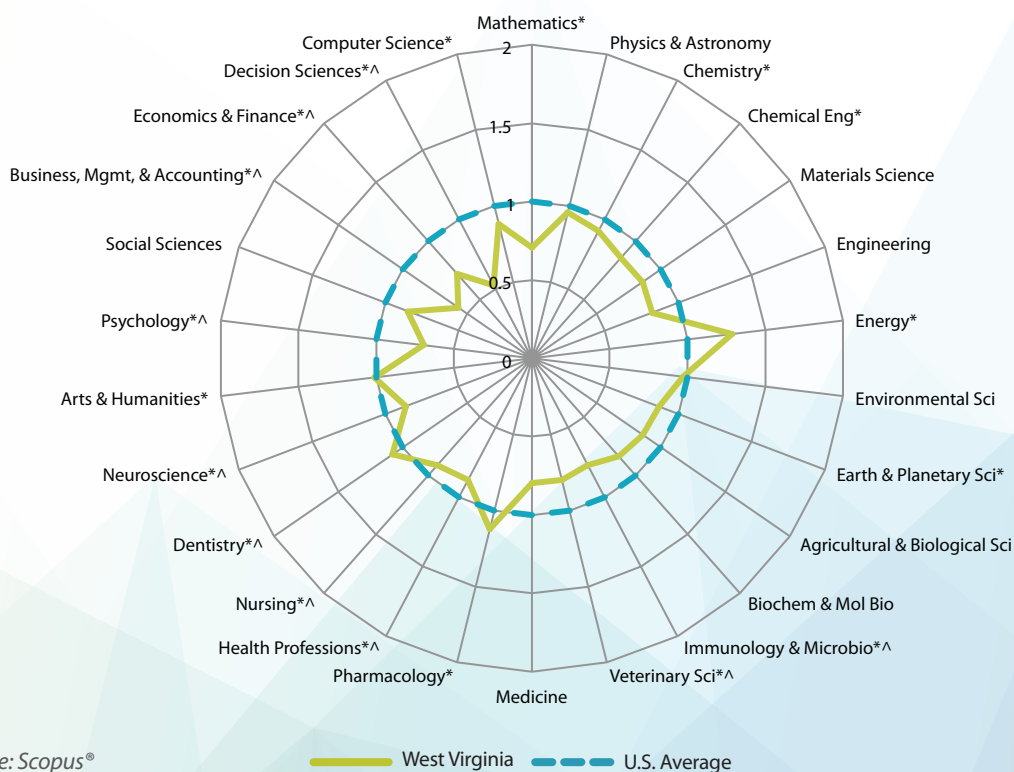 Mathematics*
Computer Science*
2
Physics & Astronomy
Decision Sciences*^
Chemistry*
Economics & Finance*^
1.5
Chemical Eng*
Business, Mgmt, & Accounting*^
Materials Science
1
Social Sciences
Engineering
0.5
Psychology*^
Energy*
0
Arts & Humanities*
Environmental Sci
Neuroscience*^
Earth & Planetary Sci*
Dentistry*^
Agricultural & Biological Sci
Nursing*^
Biochem & Mol Bio
Health Professions*^
Immunology & Microbio*^
Pharmacology*
Veterinary Sci*^
Medicine
e: Scopus®
West Virginia
U.S. Average